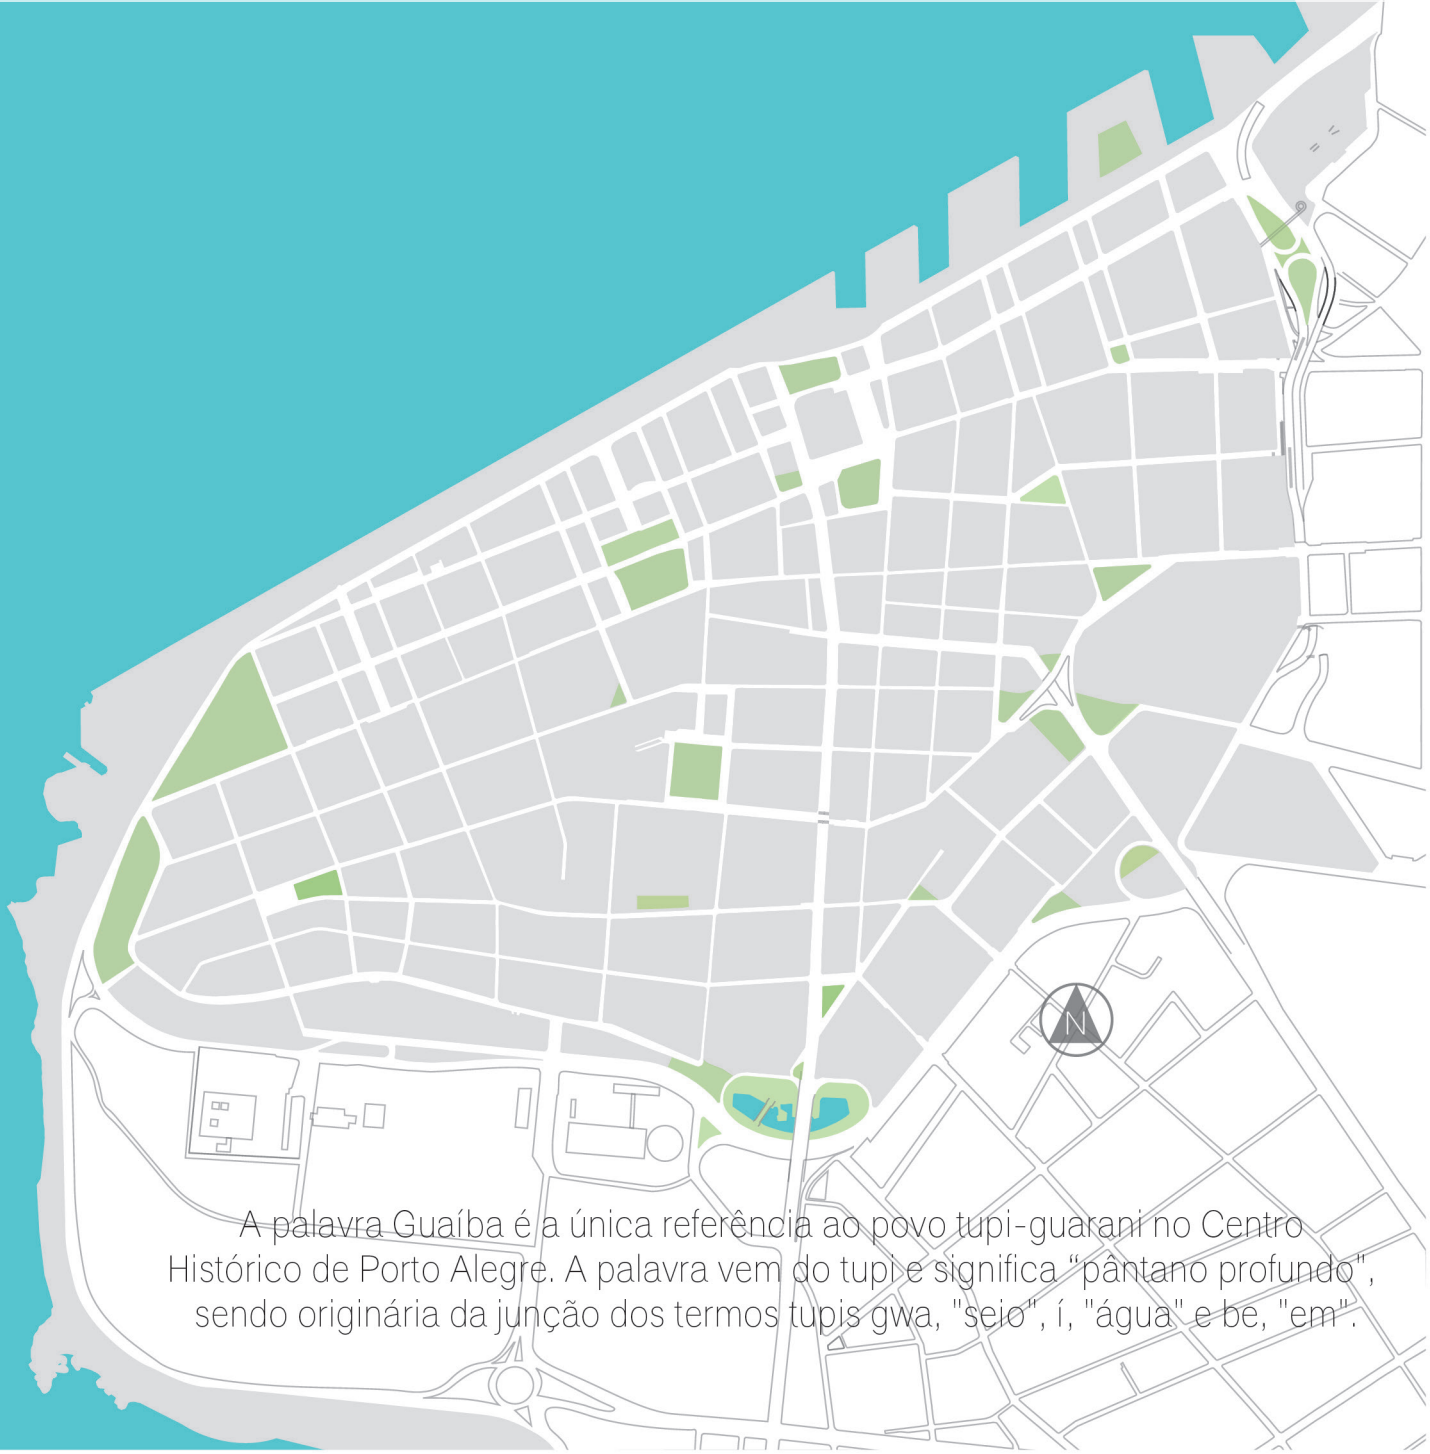 N
A palavra Guaíba é a única referência ao povo tupi-guarani no Centro
Histórico de Porto Alegre. A palavra vem do tupi e significa “pântano profundo",
sendo originária da junção dos termos tupis gwa, "seio", í, "água" e be, "em".